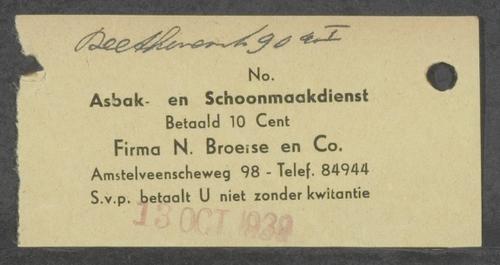 Beethovenstr 90 I
No.
Asbak- en Schoonmaakdienst
Betaald 10 Cent
Firma N. Broeise en Co.
Amstelveenscheweg 98 - Telef. 84944
S.v.p. betaalt U niet zonder kwitantie
13 OCT 1939